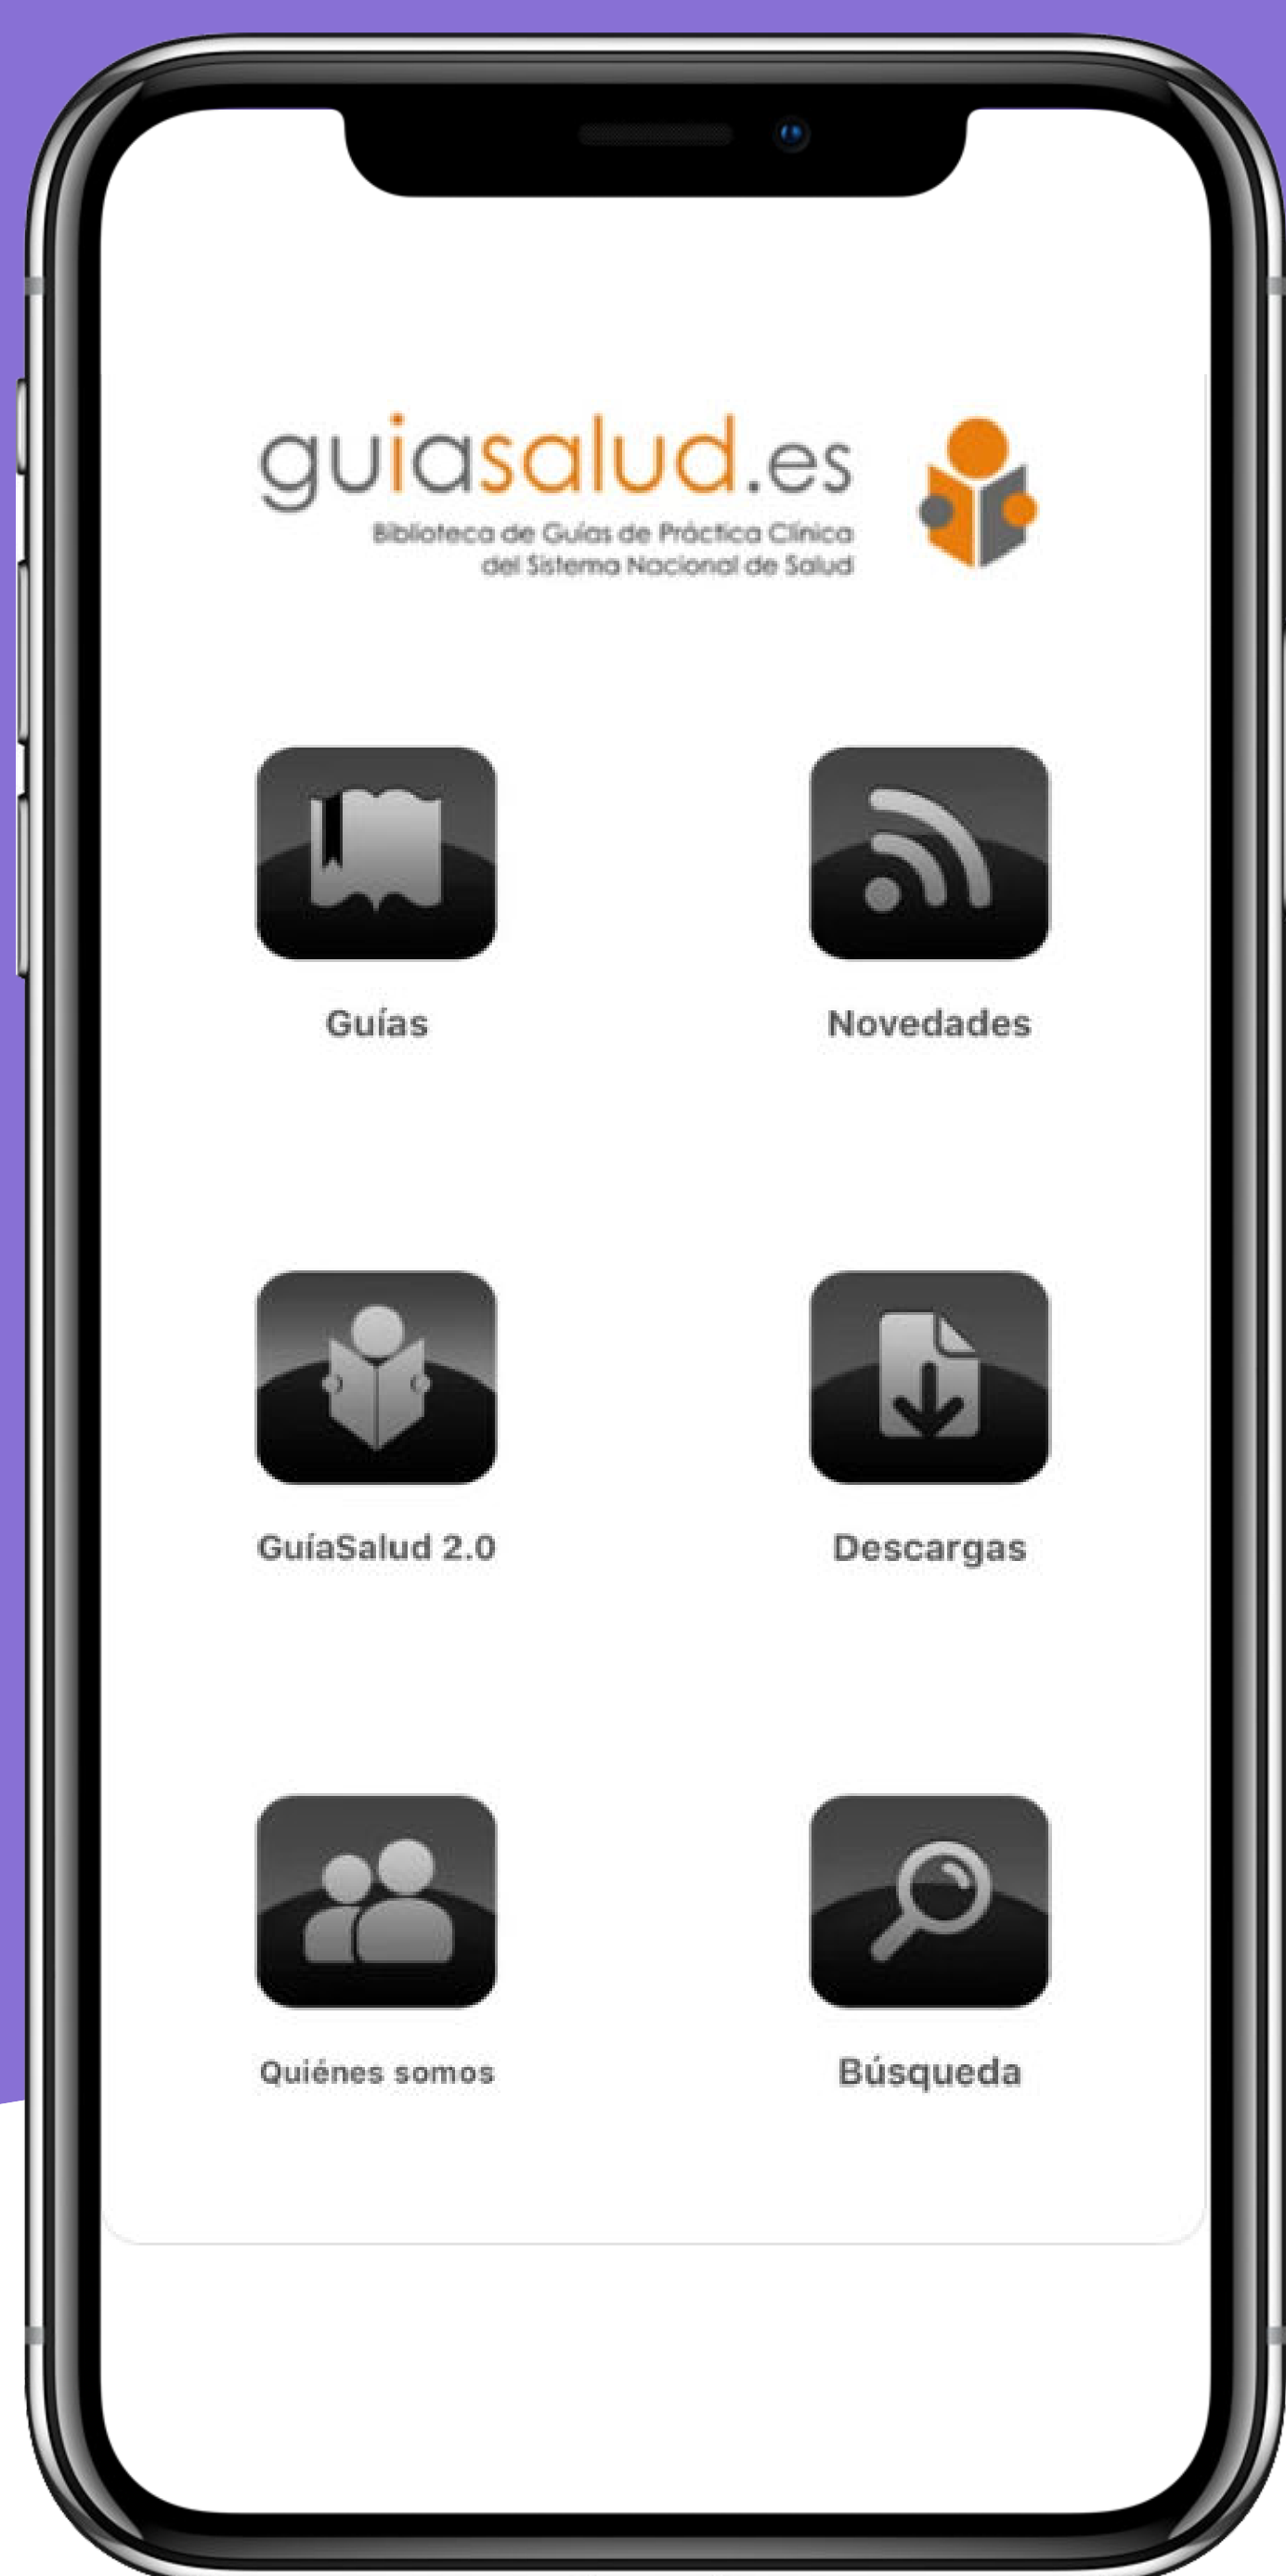 guiasalud.es
Biblioteca de Guías de Práctica Clínica
del Sistema Nacional de Salud
Guías
Novedades
GuíaSalud 2.0
Descargas
Quiénes somos
Búsqueda